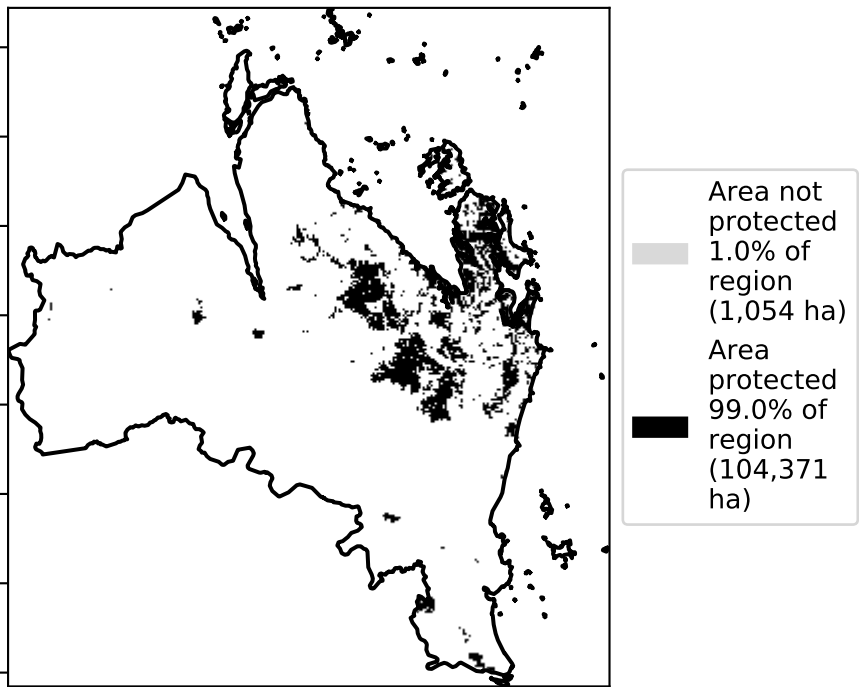 Area not
protected
1.0% of
region
(1,054 ha)
Area
protected
99.0% of
region
(104,371
ha)